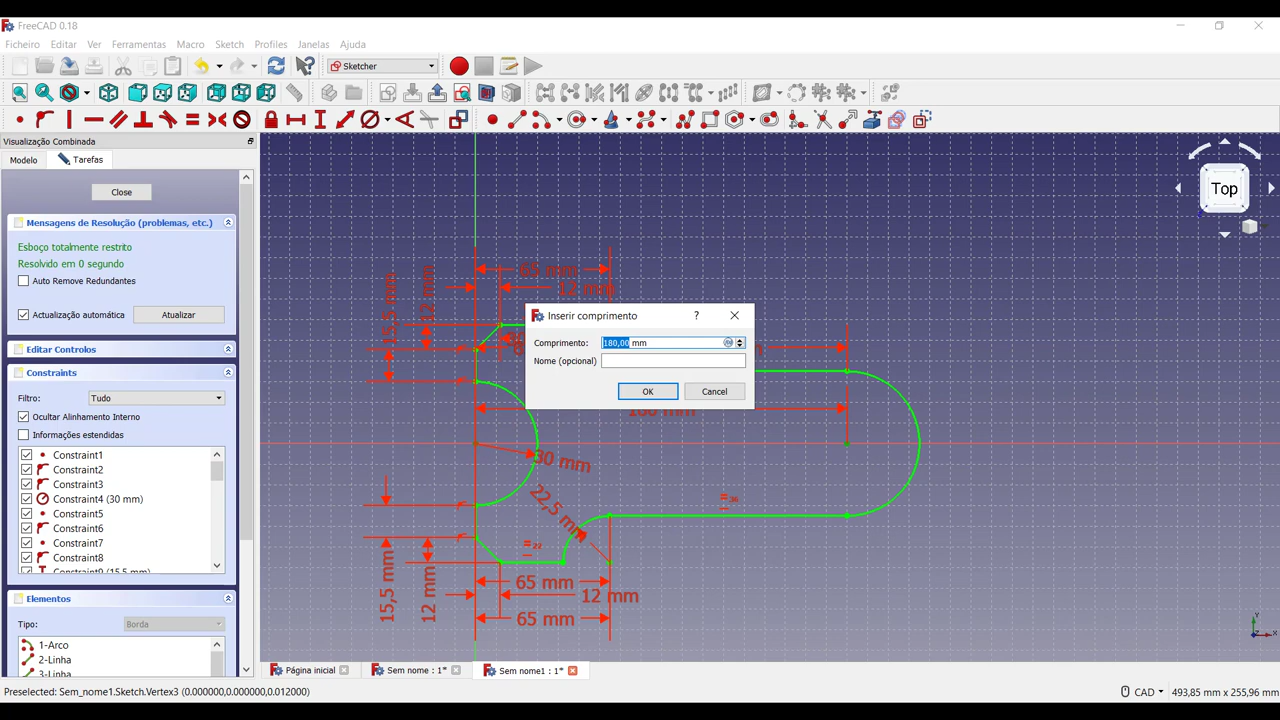 FreeCAD 0.18
Ficheiro Editar Ver Ferramentas Macro Sketch Profiles Janelas Ajuda
Sketcher
Visualização Combinada
Modelo Tarefas
Close
Mensagens de Resolução (problemas, etc.)
Esboço totalmente restrito
Resolvido em 0 segundo
Auto Remove Redundantes
Actualização automática Atualizar
Editar Controlos
Constraints
Filtro: Tudo
Ocultar Alinhamento Interno
Informações estendidas
Constraint1
Constraint2
Constraint3
Constraint4 (30 mm)
Constraint5
Constraint6
Constraint7
Constraint8
Constraint9 (15,5 mm)
Elementos
Tipo: Borda
1-Arco
2-Linha
3-Linha
Top
65 mm
12 mm
15,5 mm
12 mm
Inserir comprimento
Comprimento: 180,00 mm
Nome (opcional)
OK Cancel
180 mm
30 mm
22,5 mm
36
22
15,5 mm
12 mm
65 mm
12 mm
65 mm
Y
Z
X
Página inicial Sem nome : 1* Sem nome1 : 1*
Preselected: Sem_nome1.Sketch.Vertex3 (0.000000,0.000000,0.012000)
CAD 493,85 mm x 255,96 mm